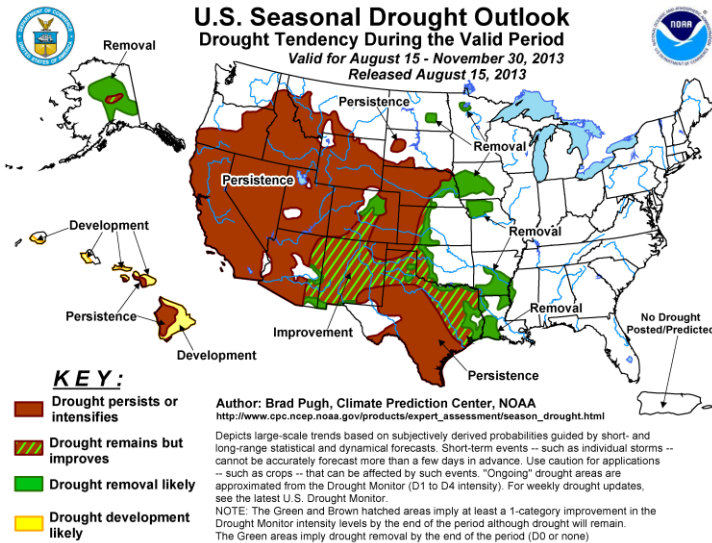 U.S. Seasonal Drought Outlook
Drought Tendency During the Valid Period
Valid for August 15 - November 30, 2013
Released August 15, 2013
DEPARTMENT OF COMMERCE
UNITED STATES OF AMERICA
NOAA
Removal
Persistence
Removal
Persistence
Development
Removal
Persistence
Improvement
Removal
No Drought
Posted/Predicted
Development
Persistence
KEY:
Drought persists or
intensifies
Drought remains but
improves
Drought removal likely
Drought development
likely
Author: Brad Pugh, Climate Prediction Center, NOAA
http://www.cpc.ncep.noaa.gov/products/expert_assessment/season_drought.html
Depicts large-scale trends based on subjectively derived probabilities guided by short- and
long-range statistical and dynamical forecasts. Short-term events -- such as individual storms --
cannot be accurately forecast more than a few days in advance. Use caution for applications
-- such as crops -- that can be affected by such events. "Ongoing" drought areas are
approximated from the Drought Monitor (D1 to D4 intensity). For weekly drought updates,
see the latest U.S. Drought Monitor.
NOTE: The Green and Brown hatched areas imply at least a 1-category improvement in the
Drought Monitor intensity levels by the end of the period although drought will remain.
The Green areas imply drought removal by the end of the period (D0 or none)